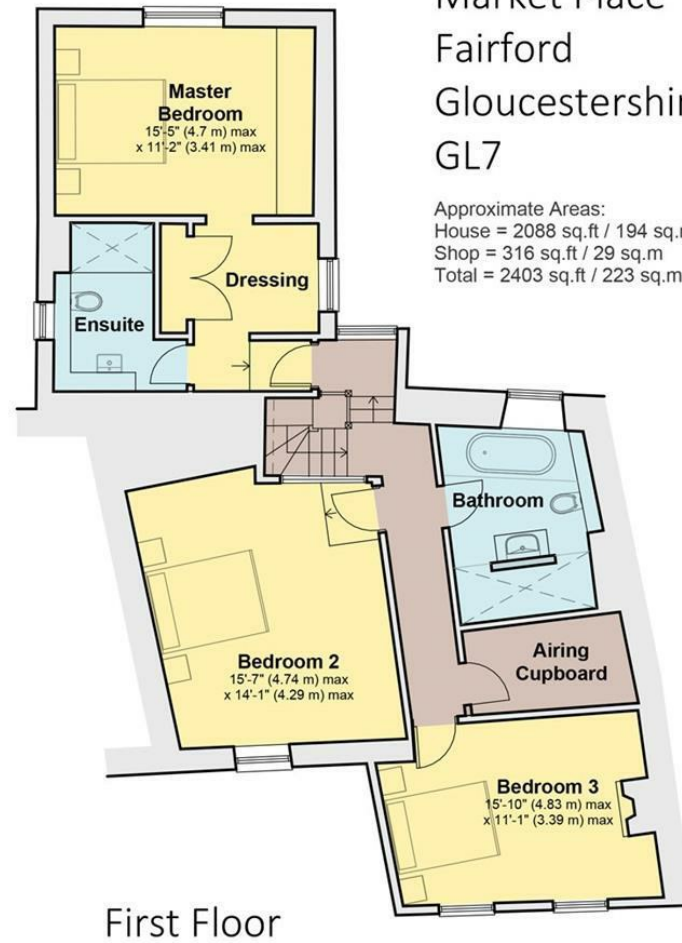 Market Place
Fairford
GL7
Approximate Areas:
House = 2088 sq.ft / 194
Shop = 316 sq.ft / 29 sq.m
Total = 2403 sq.ft / 223 sq.m
Master
Bedroom
15'-5" (4.7 m) max
x 11'-2" (3.41 m) max
Dressing
Ensuite
Bathroom
Bedroom 2
15'-7" (4.74 m) max
x 14'-1" (4.29 m) max
Airing
Cupboard
Bedroom 3
15'-10" (4.83 m) max
x 11'-1" (3.39 m) max
First Floor